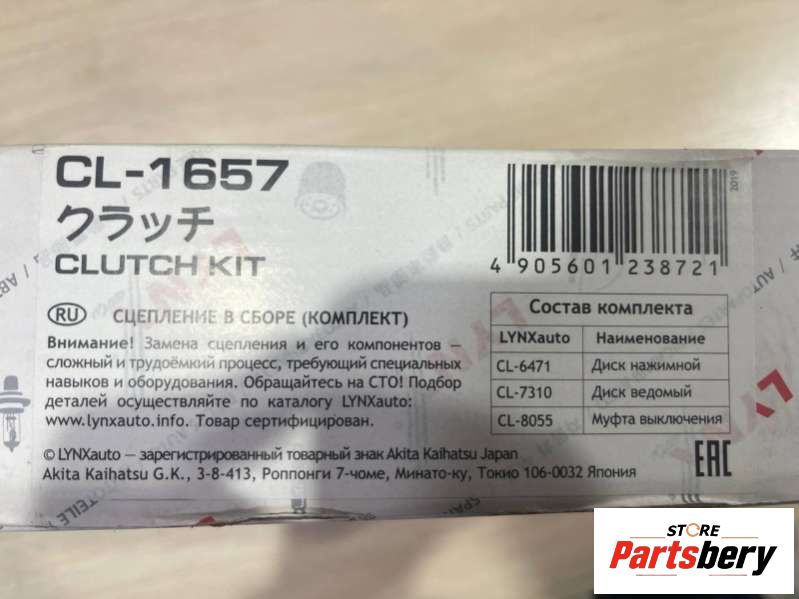 CL-1657
クラッチ
CLUTCH KIT
2019
4 905601 238721
RU СЦЕПЛЕНИЕ В СБОРЕ (КОМПЛЕКТ)
Внимание! Замена сцепления и его компонентов —
сложный и трудоёмкий процесс, требующий специальных
навыков и оборудования. Обращайтесь на СТО! Подбор
деталей осуществляйте по каталогу LYNXauto:
www.lynxauto.info. Товар сертифицирован.
Состав комплекта
LYNXauto Наименование
CL-6471 Диск нажимной
CL-7310 Диск ведомый
CL-8055 Муфта выключения
© LYNXauto — зарегистрированный товарный знак Akita Kaihatsu Japan
Akita Kaihatsu G.K., 3-8-413, Роппонги 7-чоме, Минато-ку, Токио 106-0032 Япония
EAC
STORE
Partsbery